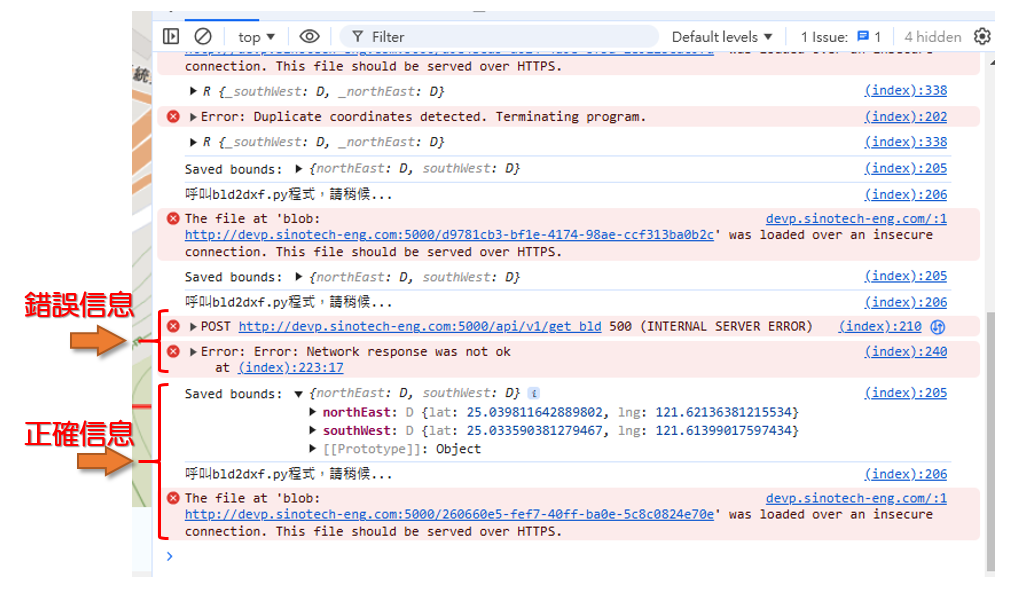 top ▼ Filter Default levels ▼ 1 Issue: 1 4 hidden
' was loaded over an insecure
connection. This file should be served over HTTPS.
▶ R {_southWest: D, _northEast: D} (index):338
▶ Error: Duplicate coordinates detected. Terminating program. (index):202
▶ R {_southWest: D, _northEast: D} (index):338
Saved bounds: ▶ {northEast: D, southWest: D} (index):205
呼叫bld2dxf.py程式，請稍候... (index):206
The file at 'blob: devp.sinotech-eng.com/:1
http://devp.sinotech-eng.com:5000/d9781cb3-bf1e-4174-98ae-ccf313ba0b2c' was loaded over an insecure
connection. This file should be served over HTTPS.
Saved bounds: ▶ {northEast: D, southWest: D} (index):205
呼叫bld2dxf.py程式，請稍候... (index):206
錯誤信息
▶ POST http://devp.sinotech-eng.com:5000/api/v1/get_bld 500 (INTERNAL SERVER ERROR) (index):210
▶ Error: Error: Network response was not ok (index):240
at (index):223:17
Saved bounds: ▼ {northEast: D, southWest: D} i (index):205
▶ northEast: D {lat: 25.039811642889802, lng: 121.62136381215534}
正確信息
▶ southWest: D {lat: 25.033590381279467, lng: 121.61399017597434}
▶ [[Prototype]]: Object
呼叫bld2dxf.py程式，請稍候... (index):206
The file at 'blob: devp.sinotech-eng.com/:1
http://devp.sinotech-eng.com:5000/260660e5-fef7-40ff-ba0e-5c8c0824e70e' was loaded over an insecure
connection. This file should be served over HTTPS.